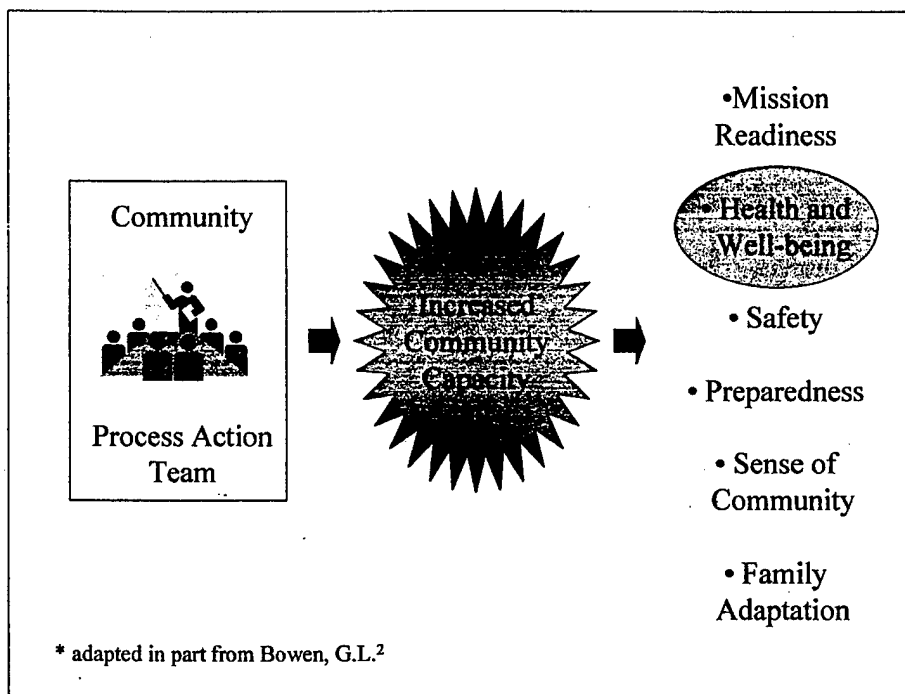 Community
Process Action
Team
Increased
Community
Capacity
•Mission
Readiness
• Health and
Well-being
• Safety
• Preparedness
• Sense of
Community
• Family
Adaptation
* adapted in part from Bowen, G.L.²